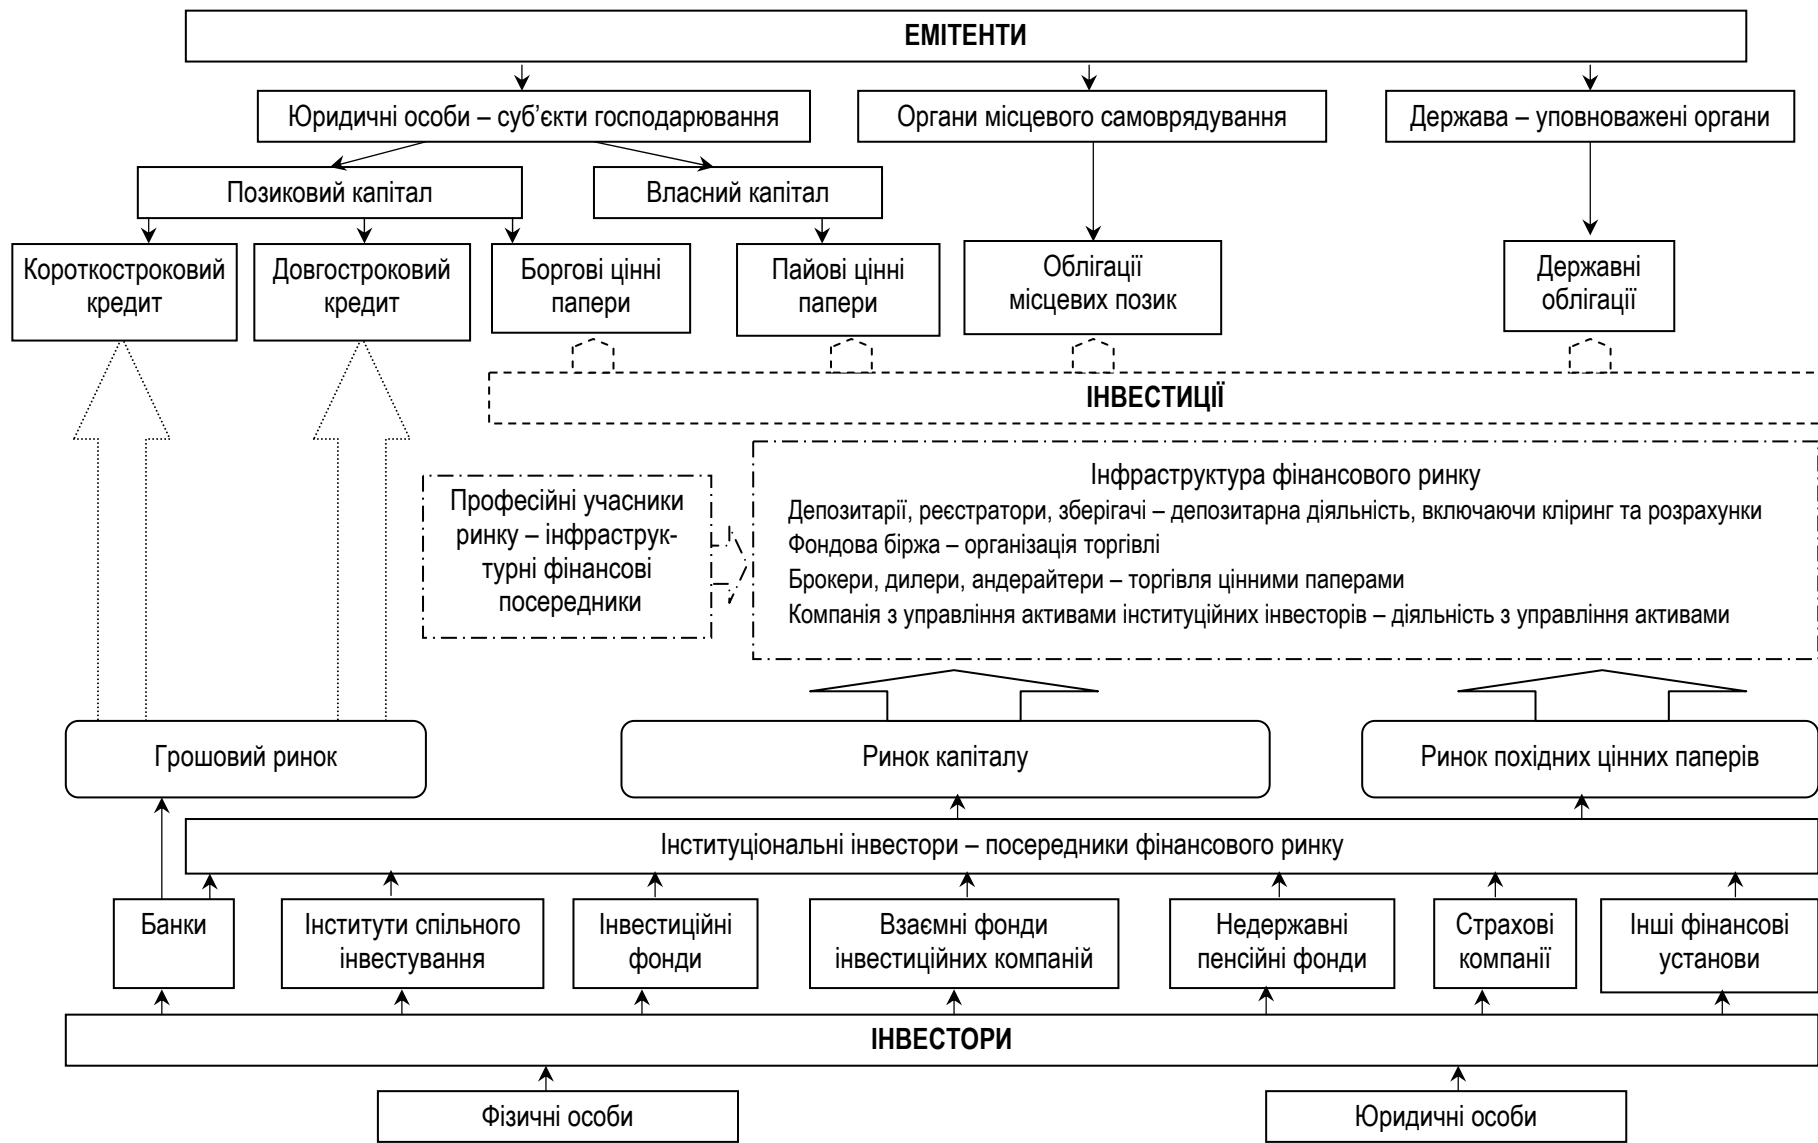 ЕМІТЕНТИ
Юридичні особи – суб’єкти господарювання
Органи місцевого самоврядування
Держава – уповноважені органи
Позиковий капітал
Власний капітал
Короткостроковий
кредит
Довгостроковий
кредит
Боргові цінні
папери
Пайові цінні
папери
Облігації
місцевих позик
Державні
облігації
ІНВЕСТИЦІЇ
Професійні учасники
ринку – інфраструк-
турні фінансові
посередники
Інфраструктура фінансового ринку
Депозитарії, реєстратори, зберігачі – депозитарна діяльність, включаючи кліринг та розрахунки
Фондова біржа – організація торгівлі
Брокери, дилери, андерайтери – торгівля цінними паперами
Компанія з управління активами інституційних інвесторів – діяльність з управління активами
Грошовий ринок
Ринок капіталу
Ринок похідних цінних паперів
Інституціональні інвестори – посередники фінансового ринку
Банки
Інститути спільного
інвестування
Інвестиційні
фонди
Взаємні фонди
інвестиційних компаній
Недержавні
пенсійні фонди
Страхові
компанії
Інші фінансові
установи
ІНВЕСТОРИ
Фізичні особи
Юридичні особи